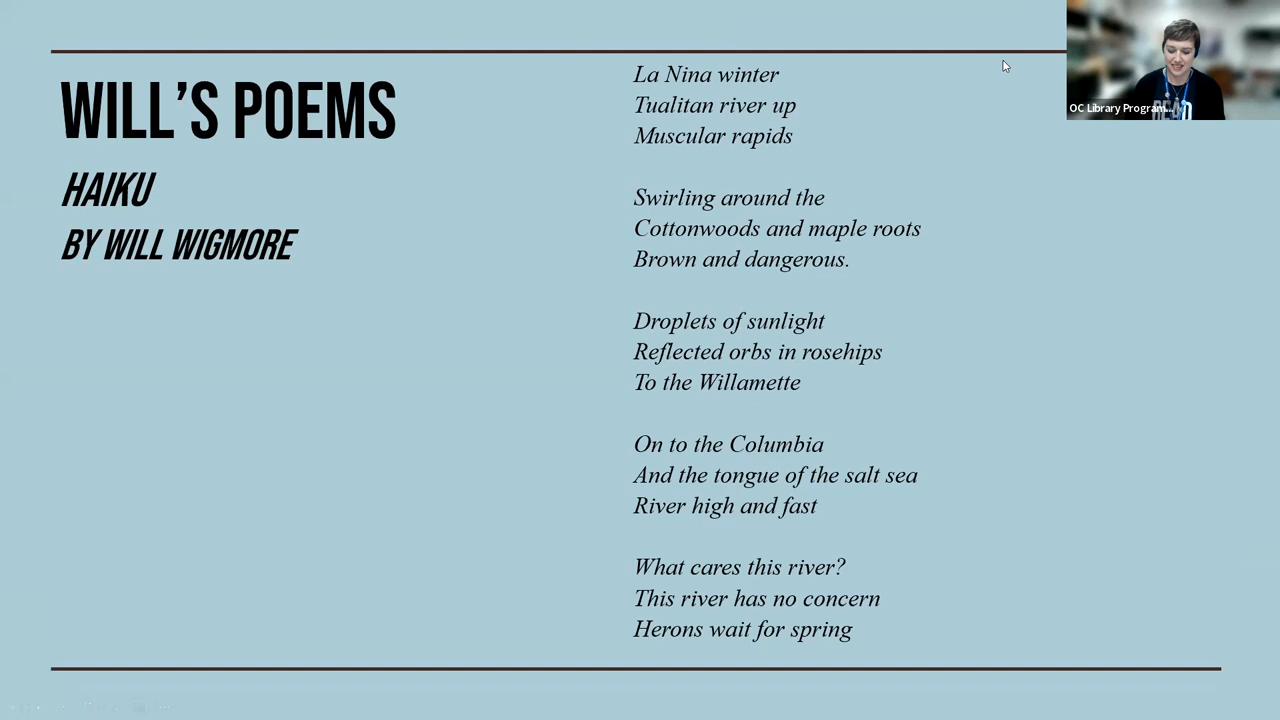 WILL'S POEMS
HAIKU
BY WILL WIGMORE
La Nina winter
Tualitan river up
Muscular rapids
Swirling around the
Cottonwoods and maple roots
Brown and dangerous.
Droplets of sunlight
Reflected orbs in rosehips
To the Willamette
On to the Columbia
And the tongue of the salt sea
River high and fast
What cares this river?
This river has no concern
Herons wait for spring
OC Library Program...